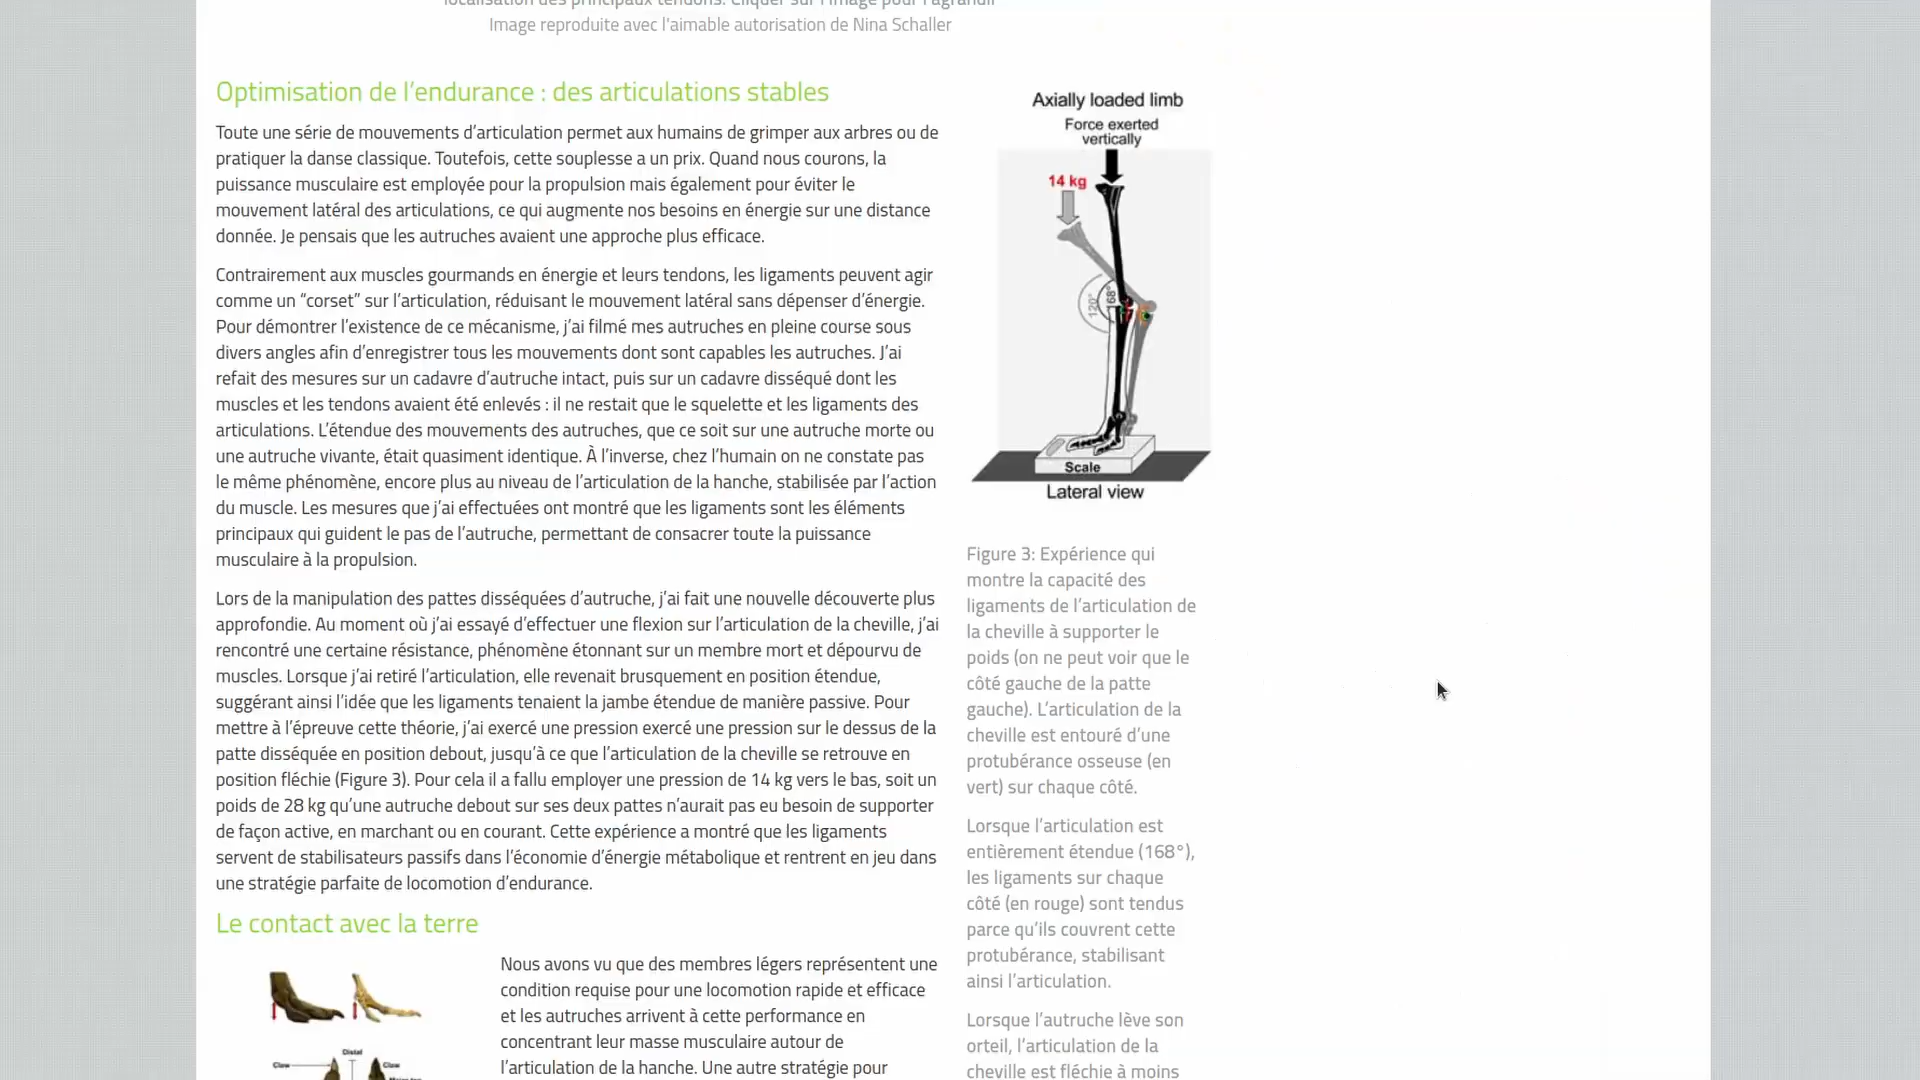 localisation des principaux tendons. Cliquer sur l'image pour l'agrandir
Image reproduite avec l'aimable autorisation de Nina Schaller
Optimisation de l’endurance : des articulations stables
Toute une série de mouvements d’articulation permet aux humains de grimper aux arbres ou de
pratiquer la danse classique. Toutefois, cette souplesse a un prix. Quand nous courons, la
puissance musculaire est employée pour la propulsion mais également pour éviter le
mouvement latéral des articulations, ce qui augmente nos besoins en énergie sur une distance
donnée. Je pensais que les autruches avaient une approche plus efficace.
Contrairement aux muscles gourmands en énergie et leurs tendons, les ligaments peuvent agir
comme un “corset” sur l’articulation, réduisant le mouvement latéral sans dépenser d’énergie.
Pour démontrer l’existence de ce mécanisme, j’ai filmé mes autruches en pleine course sous
divers angles afin d’enregistrer tous les mouvements dont sont capables les autruches. J’ai
refait des mesures sur un cadavre d’autruche intact, puis sur un cadavre disséqué dont les
muscles et les tendons avaient été enlevés : il ne restait que le squelette et les ligaments des
articulations. L’étendue des mouvements des autruches, que ce soit sur une autruche morte ou
une autruche vivante, était quasiment identique. À l’inverse, chez l’humain on ne constate pas
le même phénomène, encore plus au niveau de l’articulation de la hanche, stabilisée par l’action
du muscle. Les mesures que j’ai effectuées ont montré que les ligaments sont les éléments
principaux qui guident le pas de l’autruche, permettant de consacrer toute la puissance
musculaire à la propulsion.
Lors de la manipulation des pattes disséquées d’autruche, j’ai fait une nouvelle découverte plus
approfondie. Au moment où j’ai essayé d’effectuer une flexion sur l’articulation de la cheville, j’ai
rencontré une certaine résistance, phénomène étonnant sur un membre mort et dépourvu de
muscles. Lorsque j’ai retiré l’articulation, elle revenait brusquement en position étendue,
suggérant ainsi l’idée que les ligaments tenaient la jambe étendue de manière passive. Pour
mettre à l’épreuve cette théorie, j’ai exercé une pression exercé une pression sur le dessus de la
patte disséquée en position debout, jusqu’à ce que l’articulation de la cheville se retrouve en
position fléchie (Figure 3). Pour cela il a fallu employer une pression de 14 kg vers le bas, soit un
poids de 28 kg qu’une autruche debout sur ses deux pattes n’aurait pas eu besoin de supporter
de façon active, en marchant ou en courant. Cette expérience a montré que les ligaments
servent de stabilisateurs passifs dans l’économie d’énergie métabolique et rentrent en jeu dans
une stratégie parfaite de locomotion d’endurance.
Le contact avec la terre
Nous avons vu que des membres légers représentent une
condition requise pour une locomotion rapide et efficace
et les autruches arrivent à cette performance en
concentrant leur masse musculaire autour de
l’articulation de la hanche. Une autre stratégie pour
Distal
Claw
Claw
Axially loaded limb
Force exerted
vertically
14 kg
120°
168°
Scale
Lateral view
Figure 3: Expérience qui
montre la capacité des
ligaments de l’articulation de
la cheville à supporter le
poids (on ne peut voir que le
côté gauche de la patte
gauche). L’articulation de la
cheville est entouré d’une
protubérance osseuse (en
vert) sur chaque côté.
Lorsque l’articulation est
entièrement étendue (168°),
les ligaments sur chaque
côté (en rouge) sont tendus
parce qu’ils couvrent cette
protubérance, stabilisant
ainsi l’articulation.
Lorsque l’autruche lève son
orteil, l’articulation de la
cheville est fléchie à moins